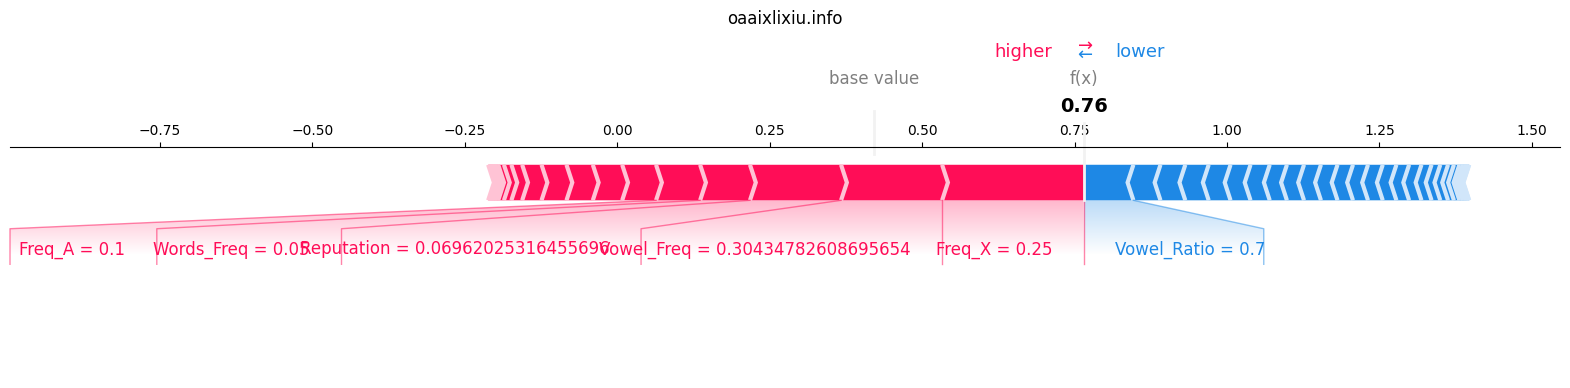 oaaixlixiu.info
higher ⇄ lower
base value f(x)
0.76
−0.75 −0.50 −0.25 0.00 0.25 0.50 0.75 1.00 1.25 1.50
Freq_A = 0.1 Words_Freq = 0.05 Reputation = 0.06962025316455696 Vowel_Freq = 0.30434782608695654 Freq_X = 0.25 Vowel_Ratio = 0.7